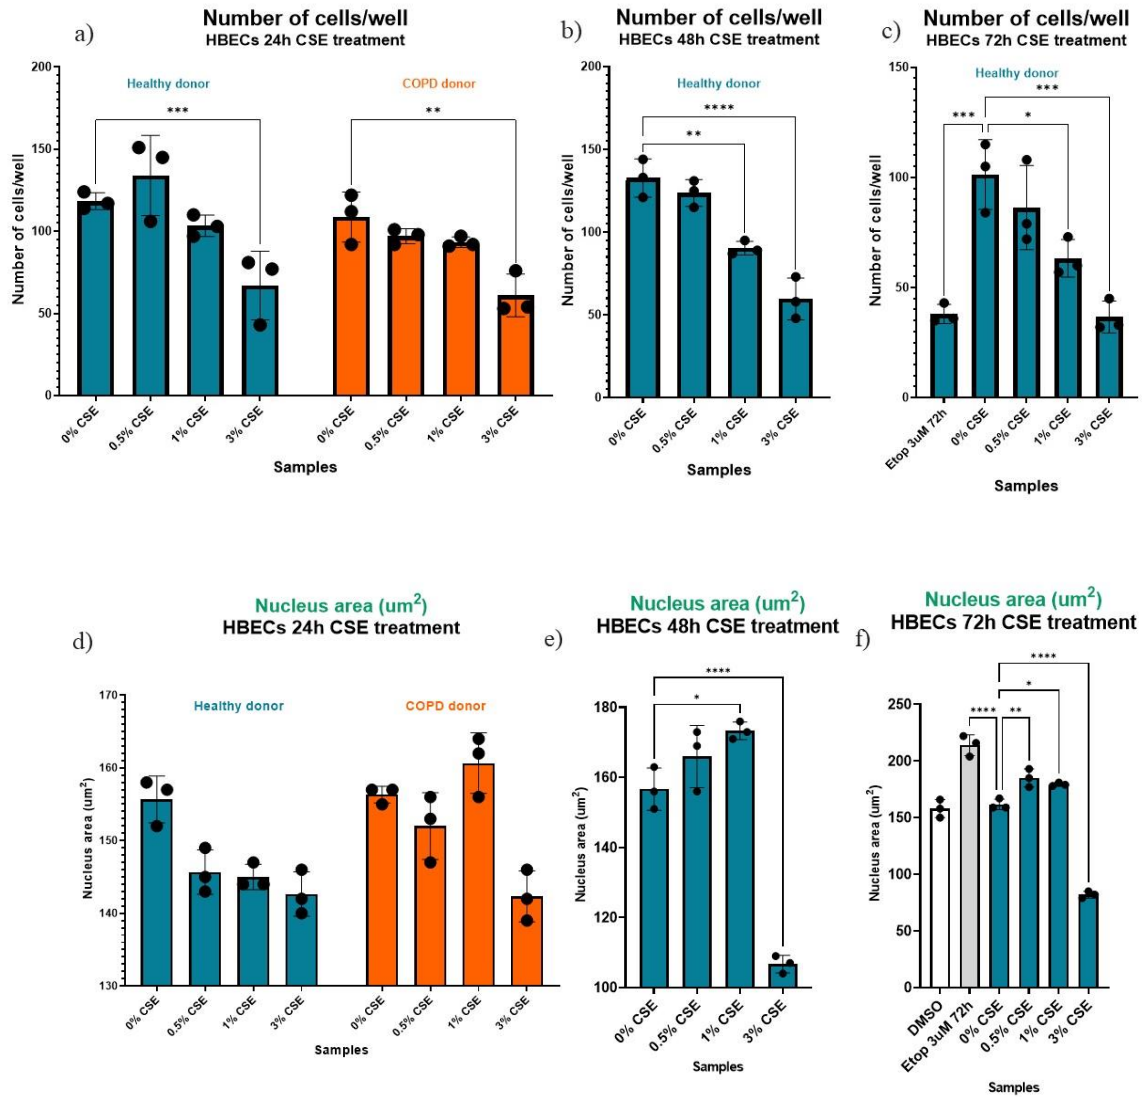 a)
Number of cells/well
HBECs 24h CSE treatment
Number of cells/well
200
150
100
50
0
Healthy donor
COPD donor
***
**
0% CSE
0.5% CSE
1% CSE
3% CSE
0% CSE
0.5% CSE
1% CSE
3% CSE
Samples
b)
Number of cells/well
HBECs 48h CSE treatment
Number of cells/well
200
150
100
50
0
Healthy donor
****
**
0% CSE
0.5% CSE
1% CSE
3% CSE
Samples
c)
Number of cells/well
HBECs 72h CSE treatment
Number of cells/well
150
100
50
0
Healthy donor
***
***
*
Etop 3uM 72h
0% CSE
0.5% CSE
1% CSE
3% CSE
Samples
d)
Nucleus area (um²)
HBECs 24h CSE treatment
Nucleus area (um²)
170
160
150
140
130
Healthy donor
COPD donor
0% CSE
0.5% CSE
1% CSE
3% CSE
0% CSE
0.5% CSE
1% CSE
3% CSE
Samples
e)
Nucleus area (um²)
HBECs 48h CSE treatment
Nucleus area (um²)
180
160
140
120
100
****
*
0% CSE
0.5% CSE
1% CSE
3% CSE
Samples
f)
Nucleus area (um²)
HBECs 72h CSE treatment
Nucleus area (um²)
250
200
150
100
50
0
****
*
****
**
DMSO
Etop 3uM 72h
0% CSE
0.5% CSE
1% CSE
3% CSE
Samples